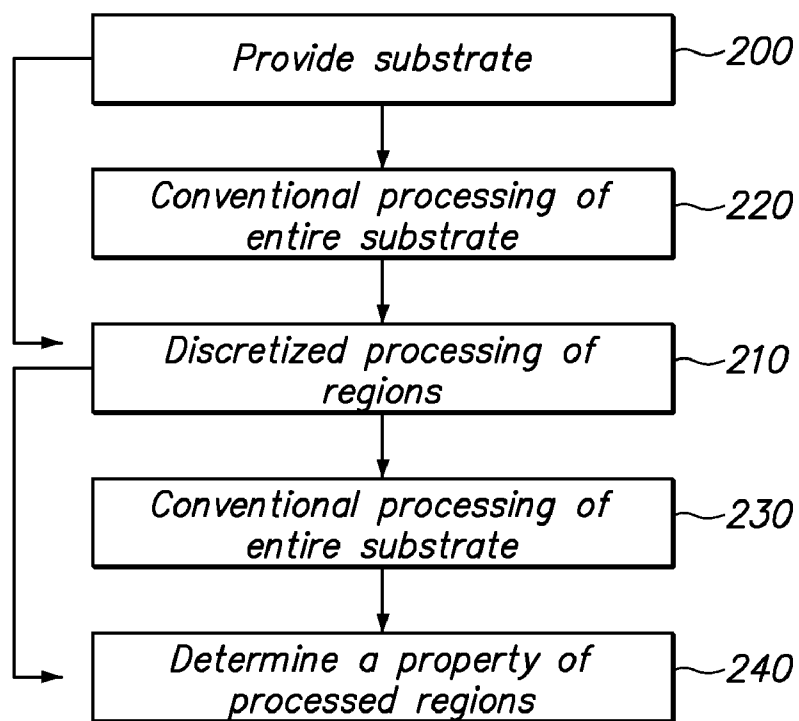 Provide substrate
200
Conventional processing of
entire substrate
220
Discretized processing of
regions
210
Conventional processing of
entire substrate
230
Determine a property of
processed regions
240